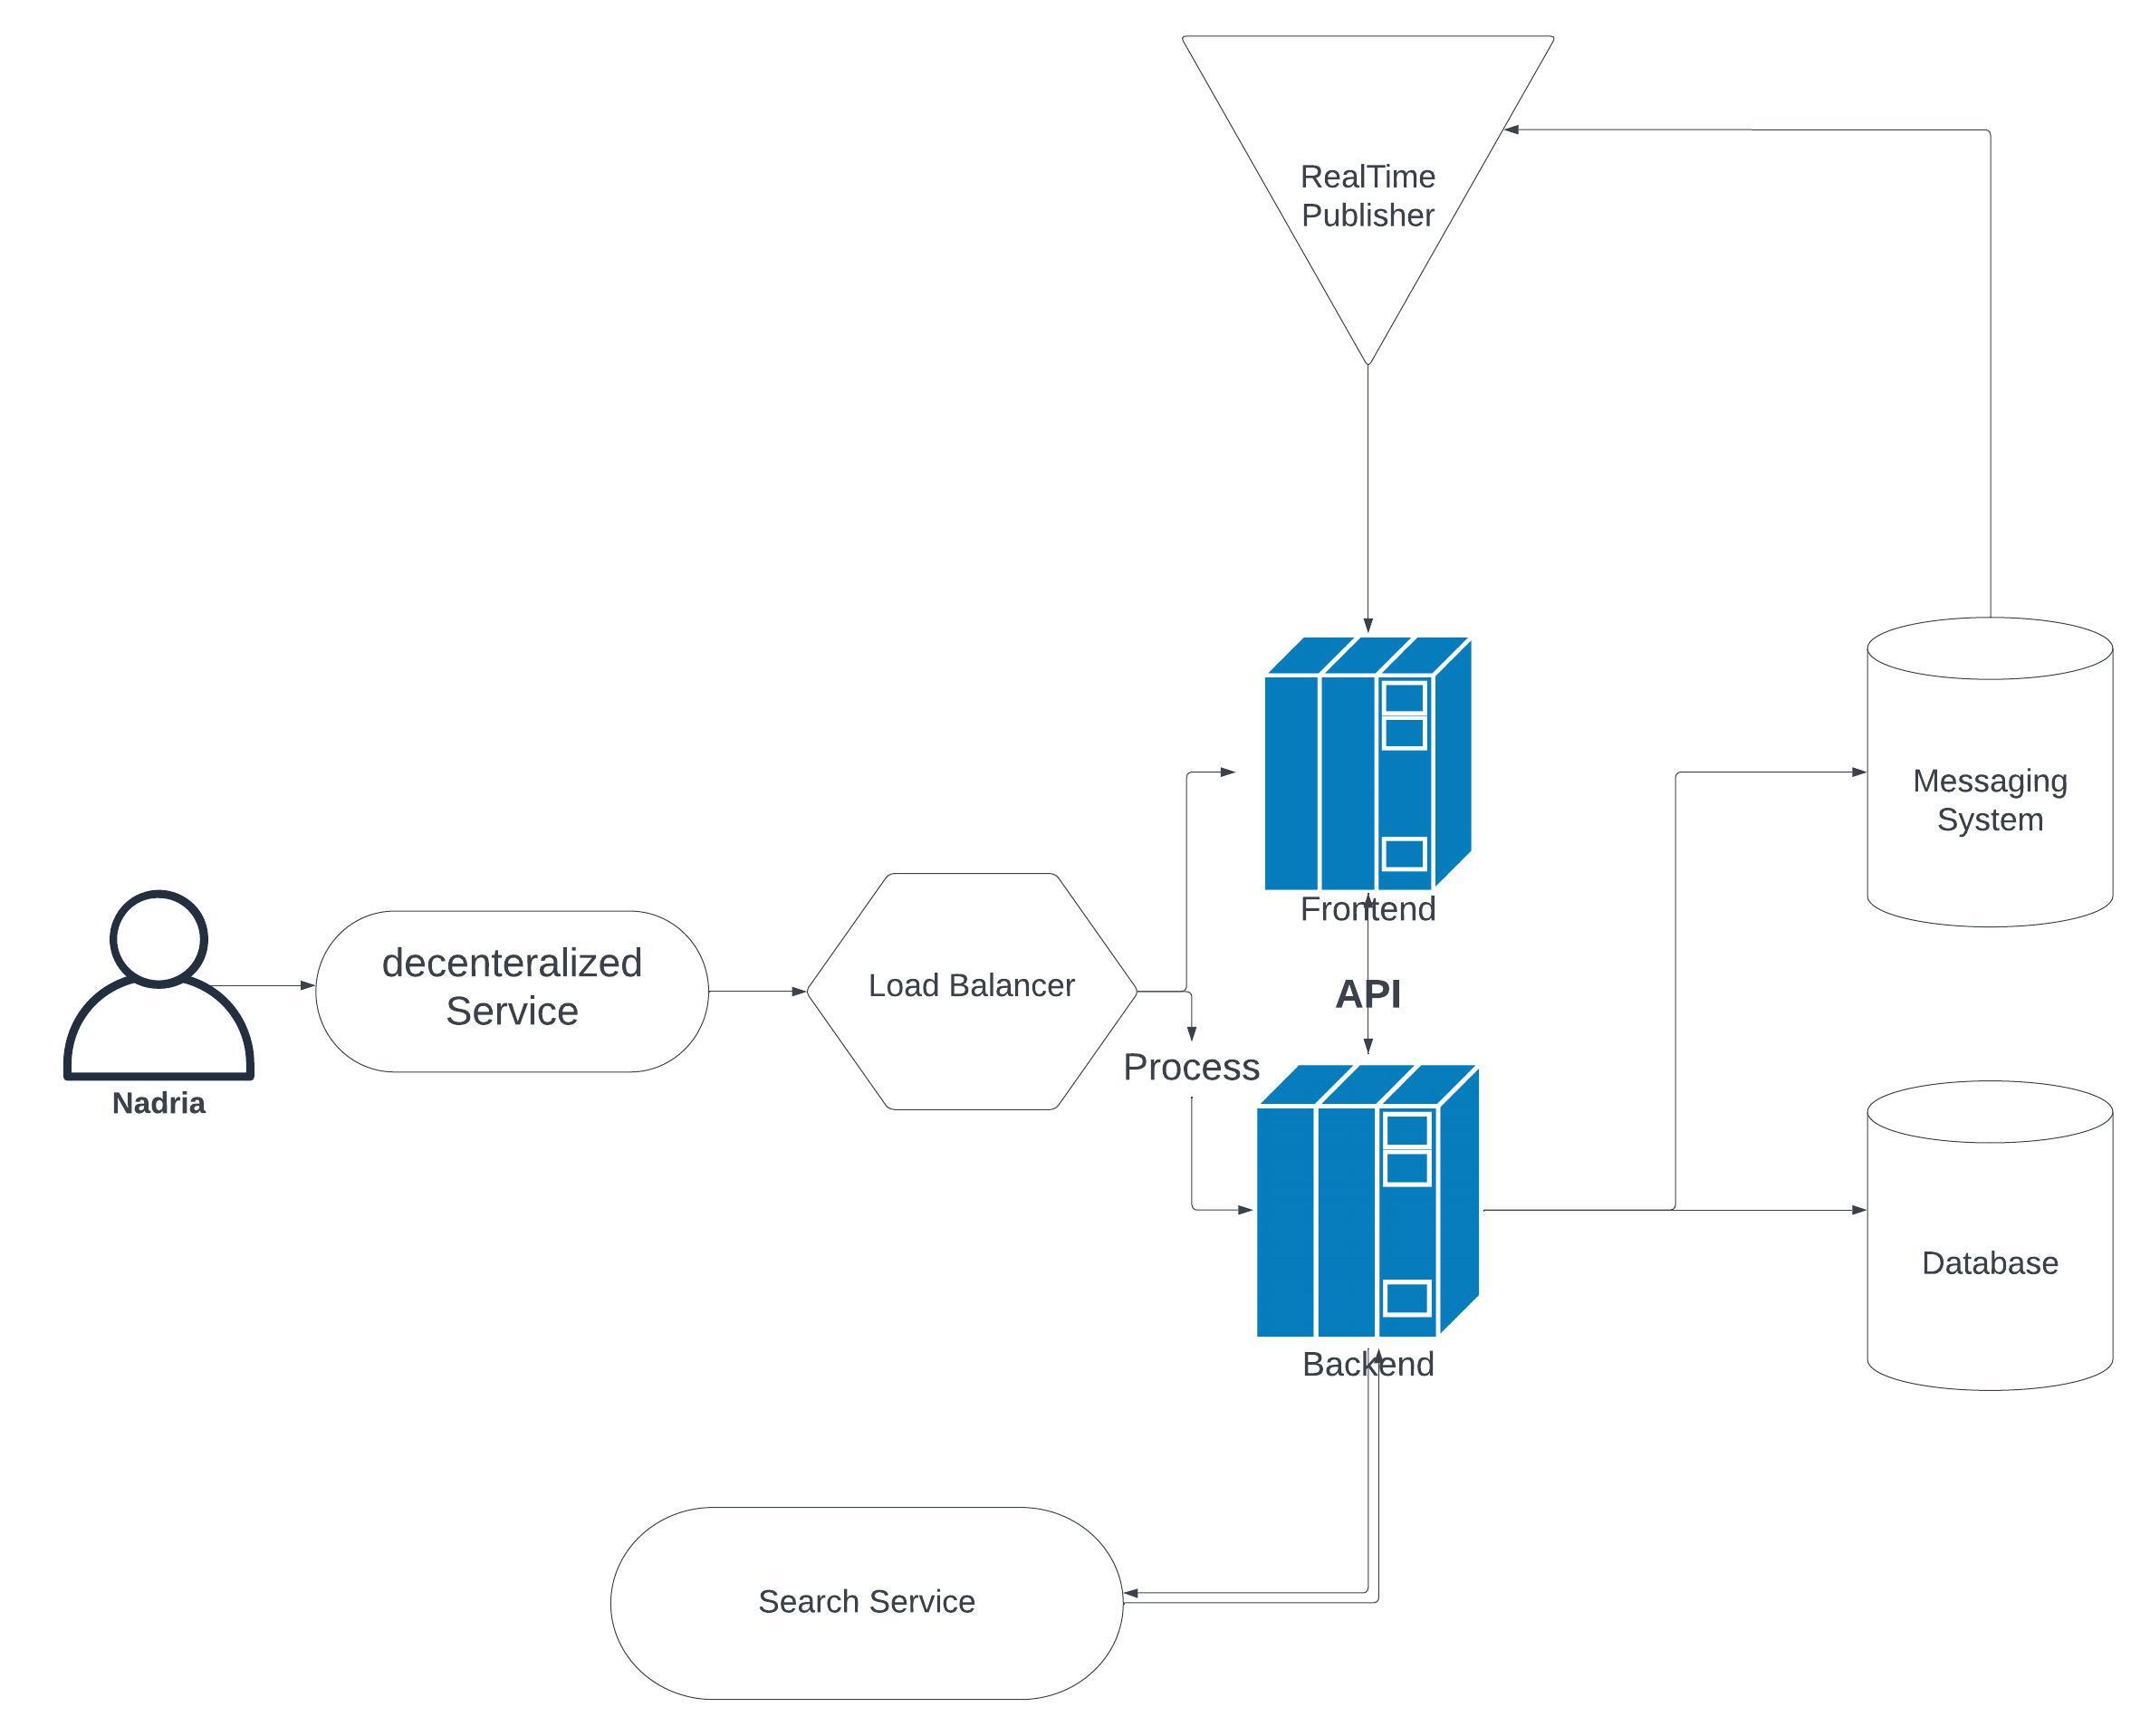 RealTime
Publisher
Messaging
System
Frontend
decenteralized
Service
Load Balancer
API
Process
Nadria
Database
Backend
Search Service